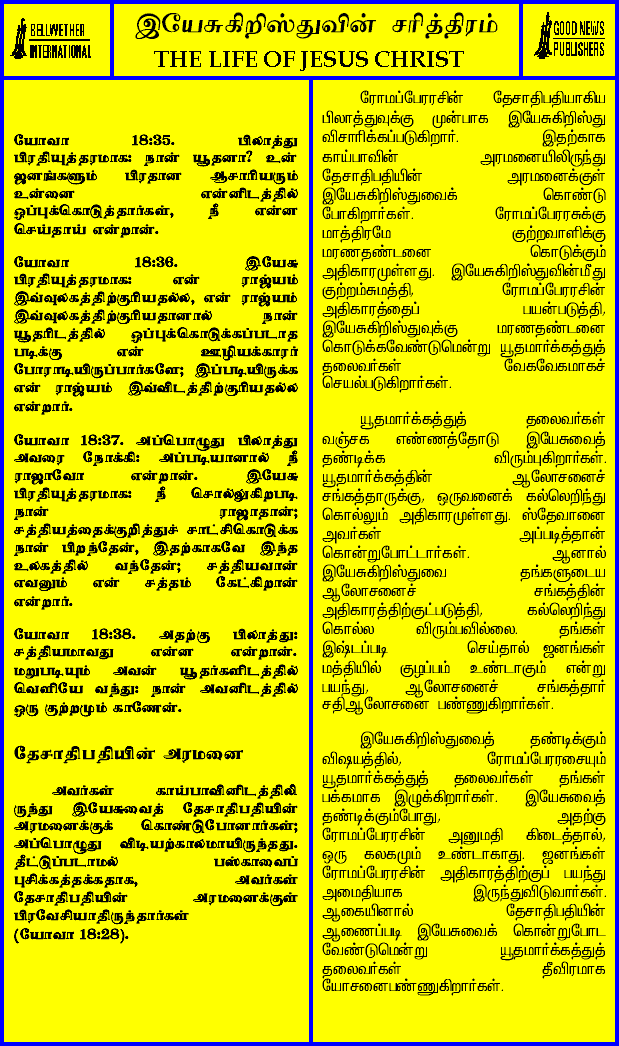 BELLWETHER
INTERNATIONAL
இயேசுகிறிஸ்துவின் சரித்திரம்
THE LIFE OF JESUS CHRIST
GOOD NEWS
PUBLISHERS
யோவா 18:35. பிலாத்து
பிரதியுத்தரமாக: நான் யூதனா? உன்
ஜனங்களும் பிரதான ஆசாரியரும்
உன்னை என்னிடத்தில்
ஒப்புக்கொடுத்தார்கள், நீ என்ன
செய்தாய் என்றான்.
யோவா 18:36. இயேசு
பிரதியுத்தரமாக: என் ராஜ்யம்
இவ்வுலகத்திற்குரியதல்ல, என் ராஜ்யம்
இவ்வுலகத்திற்குரியதானால் நான்
யூதரிடத்தில் ஒப்புக்கொடுக்கப்படாத
படிக்கு என் ஊழியக்காரர்
போராடியிருப்பார்களே; இப்படியிருக்க
என் ராஜ்யம் இவ்விடத்திற்குரியதல்ல
என்றார்.
யோவா 18:37. அப்பொழுது பிலாத்து
அவரை நோக்கி: அப்படியானால் நீ
ராஜாவோ என்றான். இயேசு
பிரதியுத்தரமாக: நீ சொல்லுகிறபடி
நான் ராஜாதான்;
சத்தியத்தைக்குறித்துச் சாட்சிகொடுக்க
நான் பிறந்தேன், இதற்காகவே இந்த
உலகத்தில் வந்தேன்; சத்தியவான்
எவனும் என் சத்தம் கேட்கிறான்
என்றார்.
யோவா 18:38. அதற்கு பிலாத்து:
சத்தியமாவது என்ன என்றான்.
மறுபடியும் அவன் யூதர்களிடத்தில்
வெளியே வந்து: நான் அவனிடத்தில்
ஒரு குற்றமும் காணேன்.
தேசாதிபதியின் அரமனை
அவர்கள் காய்பாவினிடத்தி்லி
ருந்து இயேசுவைத் தேசாதிபதியின்
அரமனைக்குக் கொண்டுபோனார்கள்;
அப்பொழுது விடியற்காலமாயிருந்தது.
தீட்டுப்படாமல் பஸ்காவைப்
புசிக்கத்தக்கதாக, அவர்கள்
தேசாதிபதியின் அரமனைக்குள்
பிரவேசியாதிருந்தார்கள்
(யோவா 18:28).
ரோமப்பேரரசின் தேசாதிபதியாகிய
பிலாத்துவுக்கு முன்பாக இயேசுகிறிஸ்து
விசாரிக்கப்படுகிறார். இதற்காக
காய்பாவின் அரமனையிலிருந்து
தேசாதிபதியின் அரமனைக்குள்
இயேசுகிறிஸ்துவைக் கொண்டு
போகிறார்கள். ரோமப்பேரரசுக்கு
மாத்திரமே குற்றவாளிக்கு
மரணதண்டனை கொடுக்கும்
அதிகாரமுள்ளது. இயேசுகிறிஸ்துவின்மீது
குற்றம்சுமத்தி, ரோமப்பேரரசின்
அதிகாரத்தைப் பயன்படுத்தி,
இயேசுகிறிஸ்துவுக்கு மரணதண்டனை
கொடுக்கவேண்டுமென்று யூதமார்க்கத்துத்
தலைவர்கள் வேகவேகமாகச்
செயல்படுகிறார்கள்.
யூதமார்க்கத்துத் தலைவர்கள்
வஞ்சக எண்ணத்தோடு இயேசுவைத்
தண்டிக்க விரும்புகிறார்கள்.
யூதமார்க்கத்தின் ஆலோசனைச்
சங்கத்தாருக்கு, ஒருவனைக் கல்லெறிந்து
கொல்லும் அதிகாரமுள்ளது. ஸ்தேவானை
அவர்கள் அப்படித்தான்
கொன்றுபோட்டார்கள். ஆனால்
இயேசுகிறிஸ்துவை தங்களுடைய
ஆலோசனைச் சங்கத்தின்
அதிகாரத்திற்குட்படுத்தி, கல்லெறிந்து
கொல்ல விரும்பவில்லை. தங்கள்
இஷ்டப்படி செய்தால் ஜனங்கள்
மத்தியில் குழப்பம் உண்டாகும் என்று
பயந்து, ஆலோசனைச் சங்கத்தார்
சதிஆலோசனை பண்ணுகிறார்கள்.
இயேசுகிறிஸ்துவைத் தண்டிக்கும்
விஷயத்தில், ரோமப்பேரரசையும்
யூதமார்க்கத்துத் தலைவர்கள் தங்கள்
பக்கமாக இழுக்கிறார்கள். இயேசுவைத்
தண்டிக்கும்போது, அதற்கு
ரோமப்பேரரசின் அனுமதி கிடைத்தால்,
ஒரு கலகமும் உண்டாகாது. ஜனங்கள்
ரோமப்பேரரசின் அதிகாரத்திற்குப் பயந்து
அமைதியாக இருந்துவிடுவார்கள்.
ஆகையினால் தேசாதிபதியின்
ஆணைப்படி இயேசுவைக் கொன்றுபோட
வேண்டுமென்று யூதமார்க்கத்துத்
தலைவர்கள் தீவிரமாக
யோசனைபண்ணுகிறார்கள்.